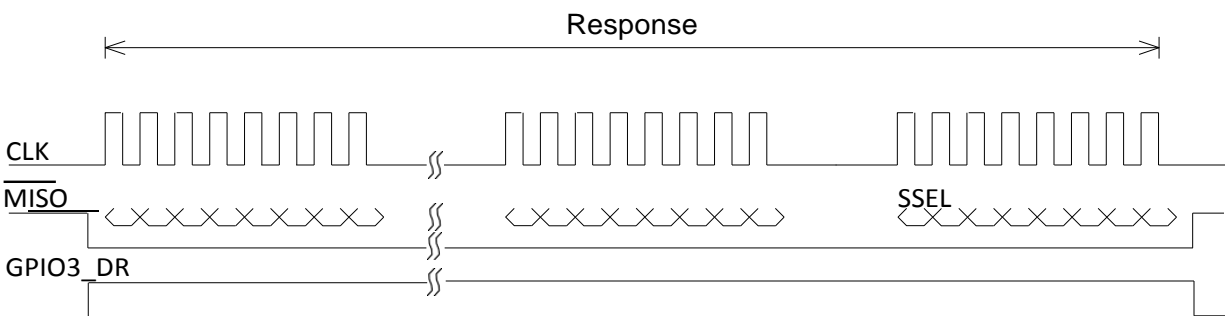 Response
CLK
MISO
SSEL
GPIO3_DR